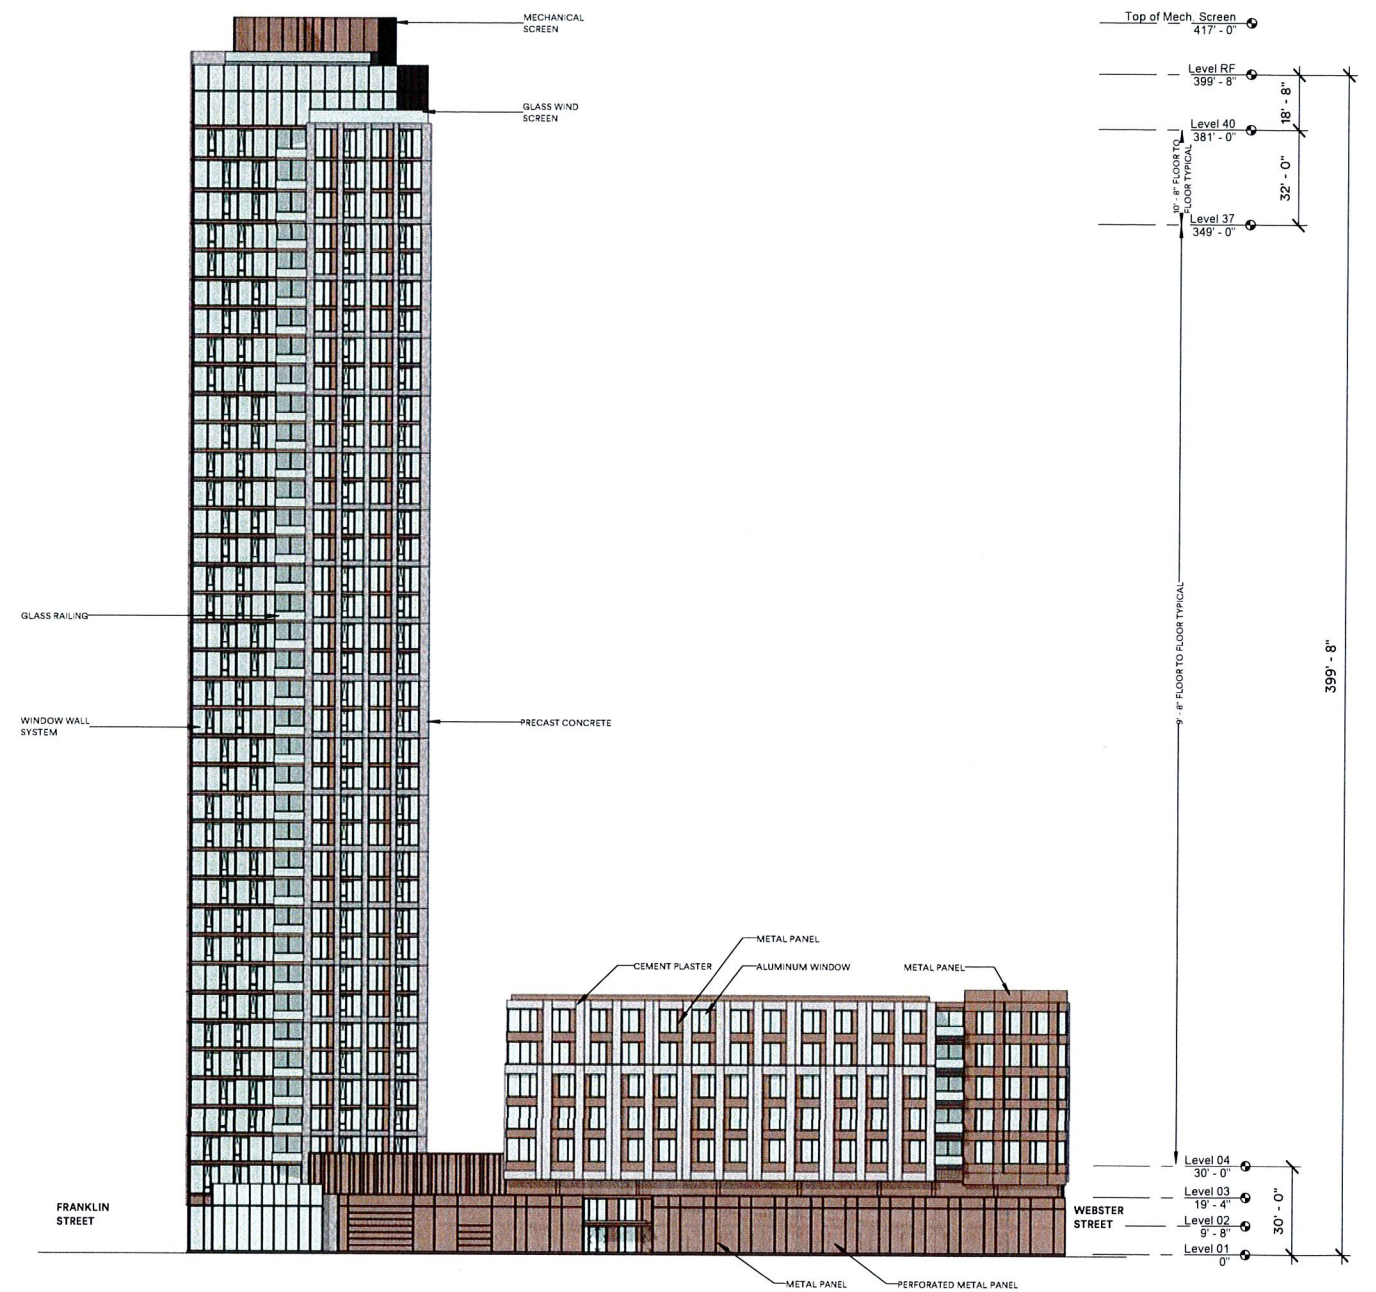 MECHANICAL
SCREEN
Top of Mech. Screen
417' - 0"
Level RF
399' - 8"
18' - 8"
GLASS WIND
SCREEN
Level 40
381' - 0"
10' - 8" FLOOR TO
FLOOR TYPICAL
32' - 0"
Level 37
349' - 0"
9' - 8" FLOOR TO FLOOR TYPICAL
399' - 8"
GLASS RAILING
WINDOW WALL
SYSTEM
PRECAST CONCRETE
METAL PANEL
CEMENT PLASTER
ALUMINUM WINDOW
METAL PANEL
Level 04
30' - 0"
Level 03
19' - 4"
Level 02
9' - 8"
Level 01
0"
30' - 0"
FRANKLIN
STREET
WEBSTER
STREET
METAL PANEL
PERFORATED METAL PANEL